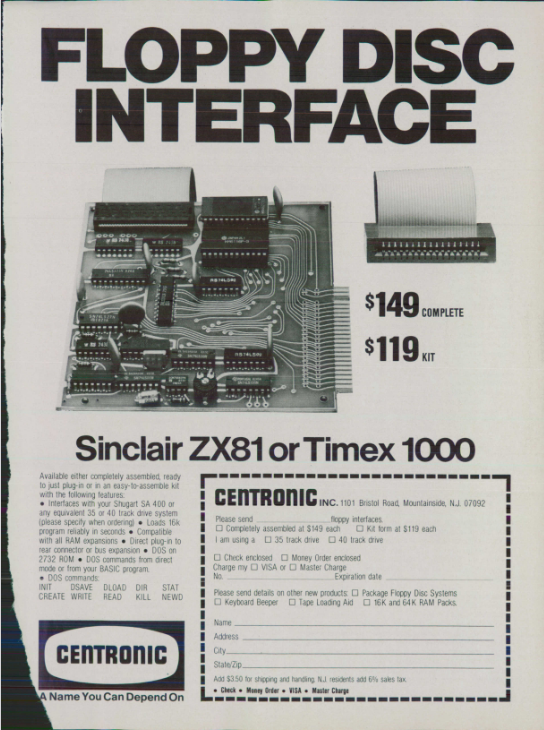 FLOPPY DISC
INTERFACE
$149 COMPLETE
$119 KIT
Sinclair ZX81 or Timex 1000
Available either completely assembled, ready
to just plug-in or in an easy-to-assemble kit
with the following features:
• Interfaces with your Shugart SA 400 or
any equivalent 35 or 40 track drive system
(please specify when ordering) • Loads 16k
program reliably in seconds • Compatible
with all RAM expansions • Direct plug-in to
rear connector or bus expansion • DOS on
2732 ROM • DOS commands from direct
mode or from your BASIC program.
• DOS commands:
INIT DSAVE DLOAD DIR STAT
CREATE WRITE READ KILL NEWD
CENTRONIC
A Name You Can Depend On
CENTRONIC INC. 1101 Bristol Road, Mountainside, N.J. 07092
Please send floppy interfaces:
□ Completely assembled at $149 each □ Kit form at $119 each
I am using a □ 35 track drive □ 40 track drive
□ Check enclosed □ Money Order enclosed
Charge my □ VISA or □ Master Charge
No. Expiration date
Please send details on other new products: □ Package Floppy Disc Systems
□ Keyboard Beeper □ Tape Loading Aid □ 16K and 64K RAM Packs.
Name
Address
City
State/Zip
Add $3.50 for shipping and handling. N.J. residents add 6% sales tax.
• Check • Money Order • VISA • Master Charge